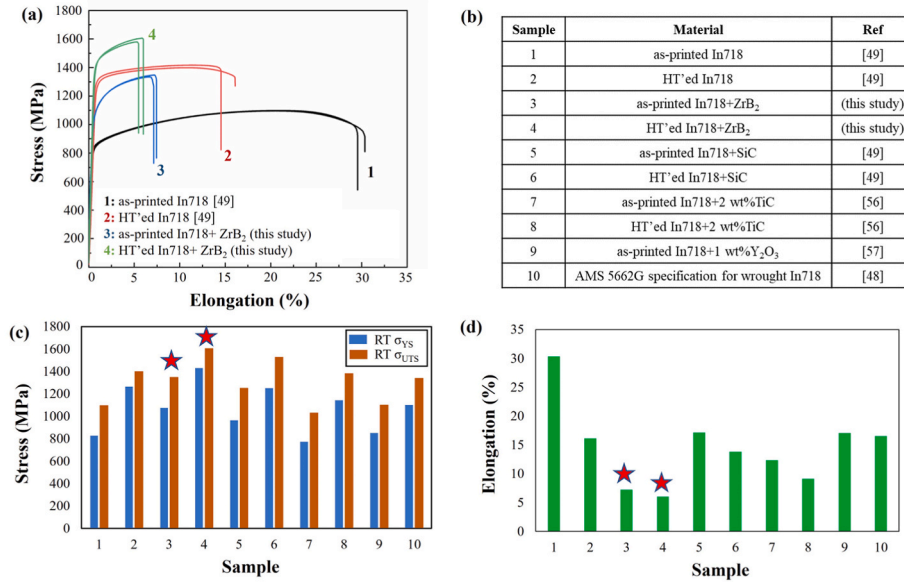 (a)
1800
1600
1400
1200
1000
800
600
400
200
0
Stress (MPa)
4
3
2
1
1: as-printed In718 [49]
2: HT'ed In718 [49]
3: as-printed In718+ ZrB₂ (this study)
4: HT'ed In718+ ZrB₂ (this study)
0 5 10 15 20 25 30 35
Elongation (%)
(b)
Sample Material Ref
1 as-printed In718 [49]
2 HT'ed In718 [49]
3 as-printed In718+ZrB₂ (this study)
4 HT'ed In718+ZrB₂ (this study)
5 as-printed In718+SiC [49]
6 HT'ed In718+SiC [49]
7 as-printed In718+2 wt%TiC [56]
8 HT'ed In718+2 wt%TiC [56]
9 as-printed In718+1 wt%Y₂O₃ [57]
10 AMS 5662G specification for wrought In718 [48]
(c)
1800
1600
1400
1200
1000
800
600
400
200
0
Stress (MPa)
RT σYS
RT σUTS
1 2 3 4 5 6 7 8 9 10
Sample
(d)
35
30
25
20
15
10
5
0
Elongation (%)
1 2 3 4 5 6 7 8 9 10
Sample